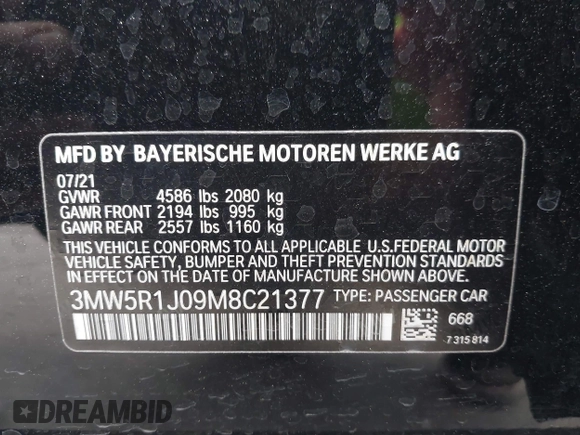 MFD BY BAYERISCHE MOTOREN WERKE AG
07/21
GVWR 4586 lbs 2080 kg
GAWR FRONT 2194 lbs 995 kg
GAWR REAR 2557 lbs 1160 kg
THIS VEHICLE CONFORMS TO ALL APPLICABLE U.S.FEDERAL MOTOR
VEHICLE SAFETY, BUMPER AND THEFT PREVENTION STANDARDS
IN EFFECT ON THE DATE OF MANUFACTURE SHOWN ABOVE.
3MW5R1J09M8C21377 TYPE: PASSENGER CAR
668
7 315 814
DREAMBID